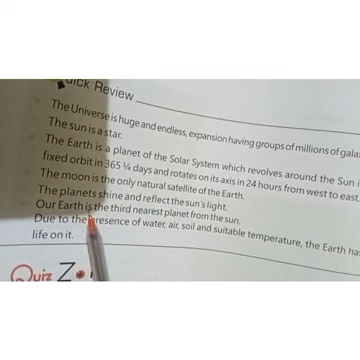 Quick Review
The Universe is huge and endless, expansion having groups of millions of
The sun is a star.
The Earth is a planet of the Solar System which revolves around the Sun
fixed orbit in 365 ¼ days and rotates on its axis in 24 hours from west to east.
The moon is the only natural satellite of the Earth.
The planets shine and reflect the sun's light.
Our Earth is the third nearest planet from the sun.
Due to the presence of water, air, soil and suitable temperature, the Earth has
life on it.
Quiz